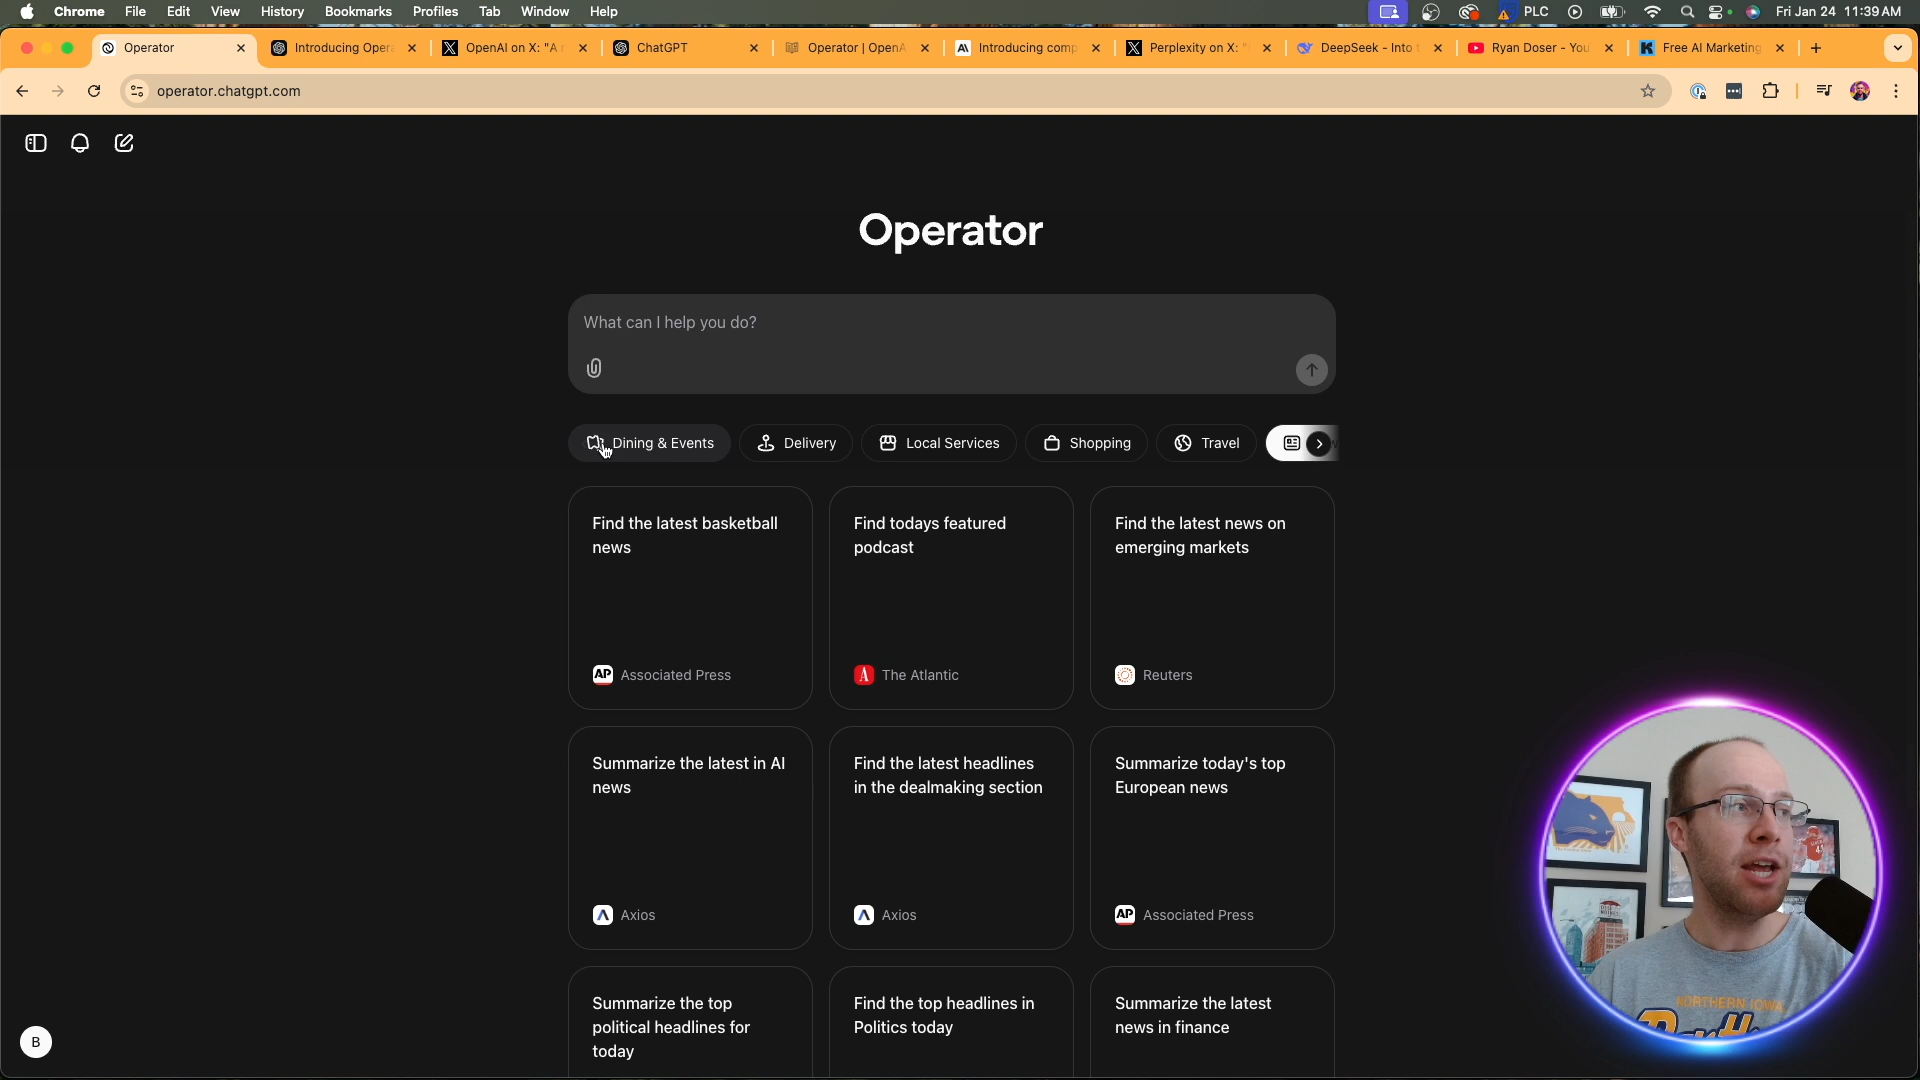 Chrome File Edit View History Bookmarks Profiles Tab Window Help PLC Fri Jan 24 11:39 AM
Operator Introducing Oper OpenAI on X: "A ChatGPT Operator | OpenA Introducing comp Perplexity on X: " DeepSeek - Into Ryan Doser - You Free AI Marketing
operator.chatgpt.com
Operator
What can I help you do?
Dining & Events Delivery Local Services Shopping Travel
Find the latest basketball
news
AP Associated Press
Find todays featured
podcast
A The Atlantic
Find the latest news on
emerging markets
Reuters
Summarize the latest in AI
news
Axios
Find the latest headlines
in the dealmaking section
Axios
Summarize today's top
European news
AP Associated Press
Summarize the top
political headlines for
today
Find the top headlines in
Politics today
Summarize the latest
news in finance
B
NORTHERN IOWA